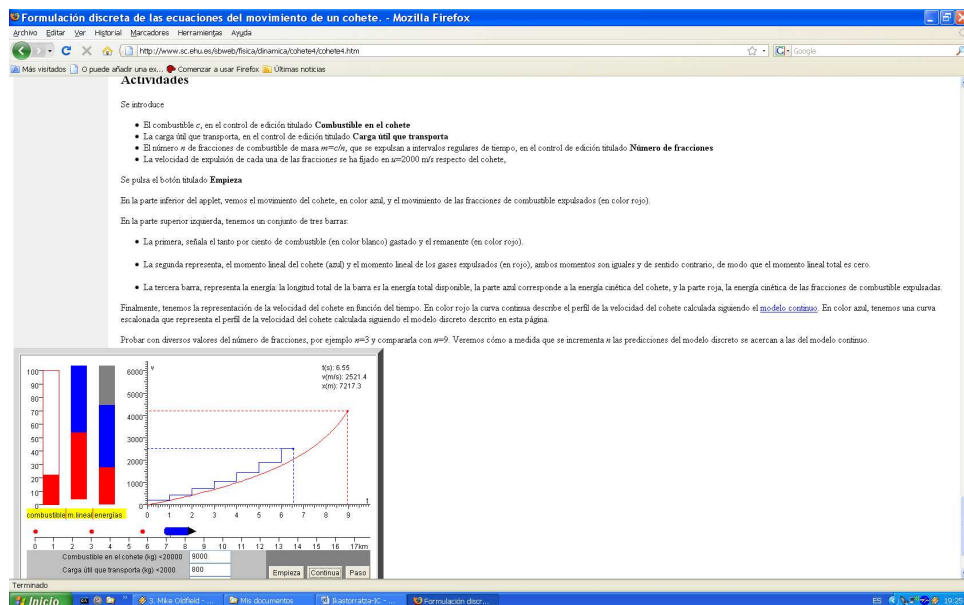 Formulación discreta de las ecuaciones del movimiento de un cohete. - Mozilla Firefox
Archivo Editar Ver Historial Marcadores Herramientas Ayuda
http://www.sc.ehu.es/sbweb/fisica/dinamica/cohete4/cohete4.htm
Google
Más visitados O puede añadir una ex... Comenzar a usar Firefox Últimas noticias
Actividades
Se introduce
El combustible c, en el control de edición titulado Combustible en el cohete
La carga útil que transporta, en el control de edición titulado Carga útil que transporta
El número n de fracciones de combustible de masa m=c/n, que se expulsan a intervalos regulares de tiempo, en el control de edición titulado Número de fracciones
La velocidad de expulsión de cada una de las fracciones se ha fijado en u=2000 m/s respecto del cohete,
Se pulsa el botón titulado Empieza
En la parte inferior del applet, vemos el movimiento del cohete, en color azul, y el movimiento de las fracciones de combustible expulsados (en color rojo).
En la parte superior izquierda, tenemos un conjunto de tres barras:
La primera, señala el tanto por ciento de combustible (en color blanco) gastado y el remanente (en color rojo).
La segunda representa, el momento lineal del cohete (azul) y el momento lineal de los gases expulsados (en rojo), ambos momentos son iguales y de sentido contrario, de modo que el momento lineal total es cero.
La tercera barra, representa la energía: la longitud total de la barra es la energía total disponible, la parte azul corresponde a la energía cinética del cohete, y la parte roja, la energía cinética de las fracciones de combustible expulsadas.
Finalmente, tenemos la representación de la velocidad del cohete en función del tiempo. En color rojo la curva continua describe el perfil de la velocidad del cohete calculada siguiendo el modelo continuo. En color azul, tenemos una curva
escalonada que representa el perfil de la velocidad del cohete calculada siguiendo el modelo discreto descrito en esta página.
Probar con diversos valores del número de fracciones, por ejemplo n=3 y compararla con n=9. Veremos cómo a medida que se incrementa n las predicciones del modelo discreto se acercan a las del modelo continuo.
100 90 80 70 60 50 40 30 20 10 0
combustible m.lineal energías
6000 5000 4000 3000 2000 1000 0
v
t(s): 6.55
v(m/s): 2521.4
x(m): 7217.3
t
0 1 2 3 4 5 6 7 8 9
0 1 2 3 4 5 6 7 8 9 10 11 12 13 14 15 16 17km
Combustible en el cohete (kg) <20000 9000
Carga útil que transporta (kg) <2000 800
Empieza Continua Paso
Terminado
Inicio 3. Mike Oldfield - ... Mis documentos Ikastorratza-IC - ... Formulación discr... ES 19:25